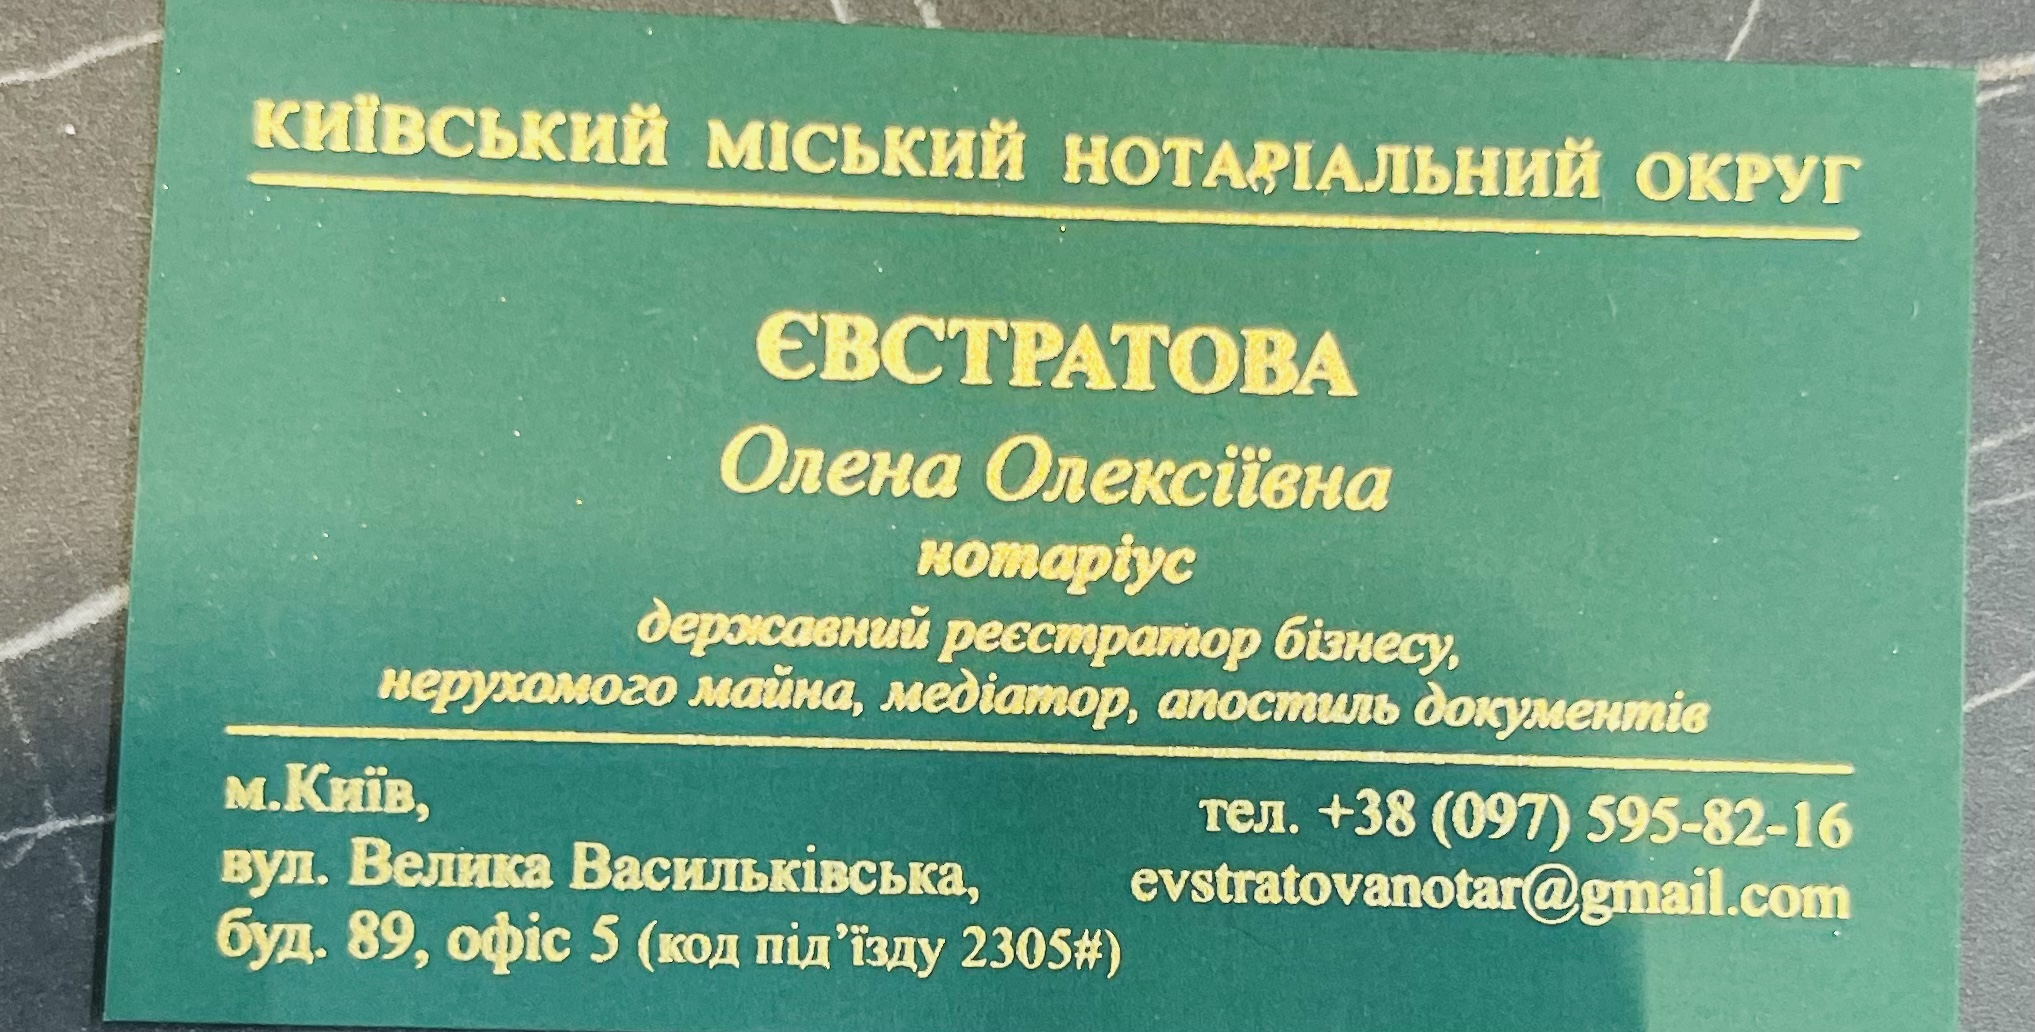 КИЇВСЬКИЙ МІСЬКИЙ НОТАРІАЛЬНИЙ ОКРУГ
ЄВСТРАТОВА
Олена Олексіївна
нотаріус
державний реєстратор бізнесу,
нерухомого майна, медіатор, апостиль документів
м.Київ,
вул. Велика Васильківська,
буд. 89, офіс 5 (код під’їзду 2305#)
тел. +38 (097) 595-82-16
evstratovanotar@gmail.com